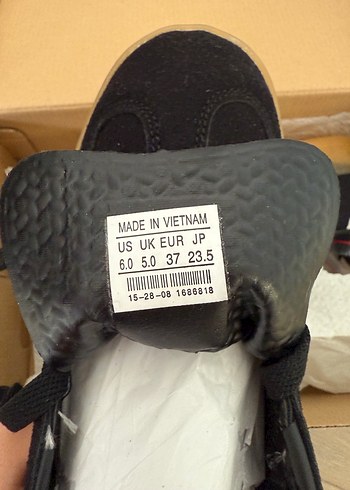 MADE IN VIETNAM
US UK EUR JP
6.0 5.0 37 23.5
15-28-08 1686818